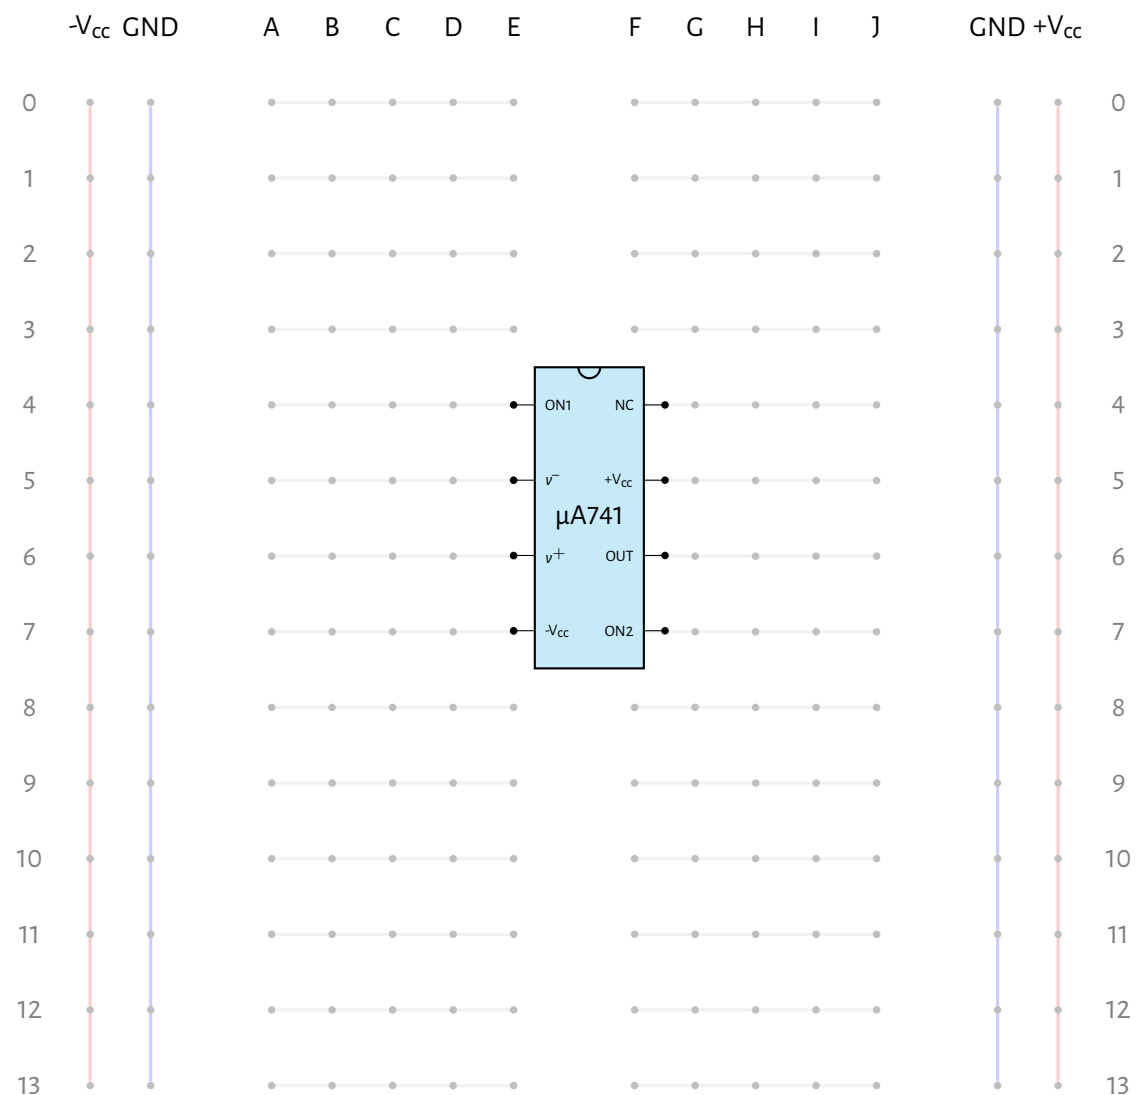 -Vcc GND A B C D E F G H I J GND +Vcc
0 0
1 1
2 2
3 3
4 ON1 NC 4
5 v⁻ +Vcc 5
μA741
6 v⁺ OUT 6
7 -Vcc ON2 7
8 8
9 9
10 10
11 11
12 12
13 13